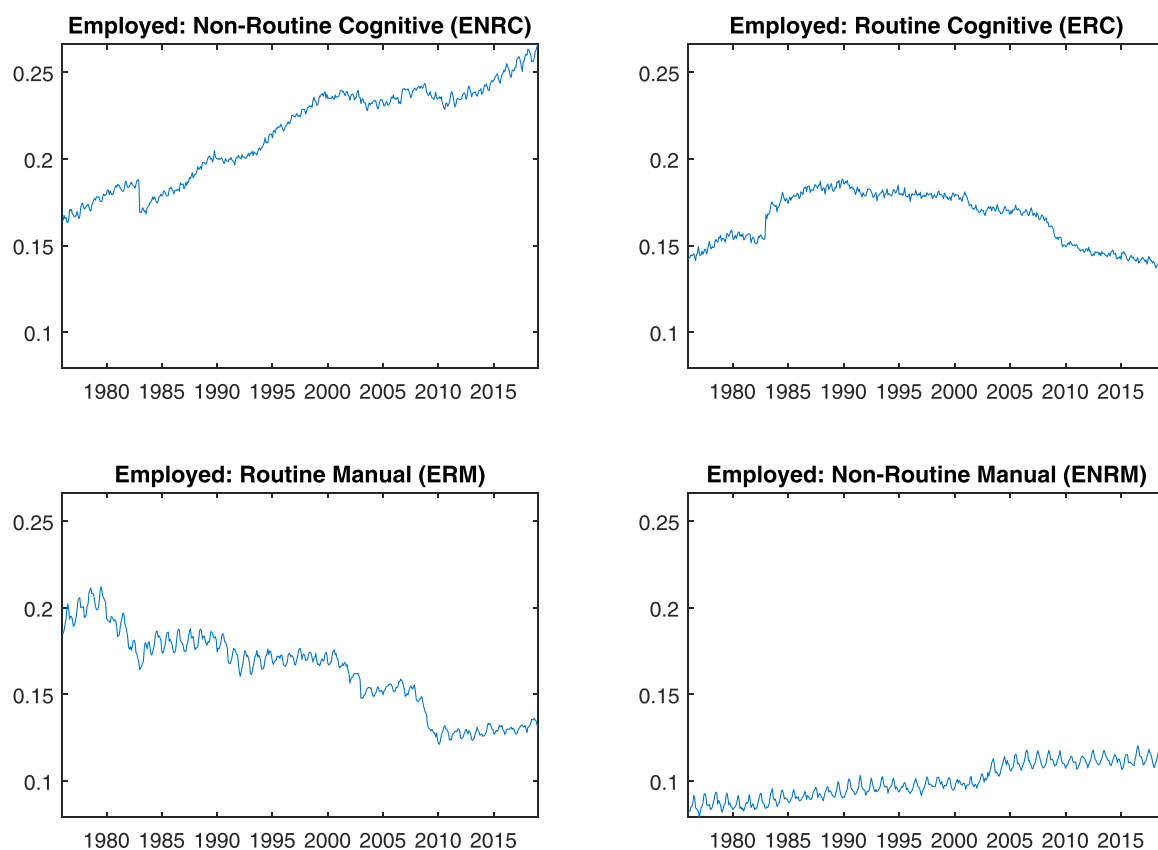 Employed: Non-Routine Cognitive (ENRC)
0.25
0.2
0.15
0.1
1980 1985 1990 1995 2000 2005 2010 2015
Employed: Routine Cognitive (ERC)
0.25
0.2
0.15
0.1
1980 1985 1990 1995 2000 2005 2010 2015
Employed: Routine Manual (ERM)
0.25
0.2
0.15
0.1
1980 1985 1990 1995 2000 2005 2010 2015
Employed: Non-Routine Manual (ENRM)
0.25
0.2
0.15
0.1
1980 1985 1990 1995 2000 2005 2010 2015